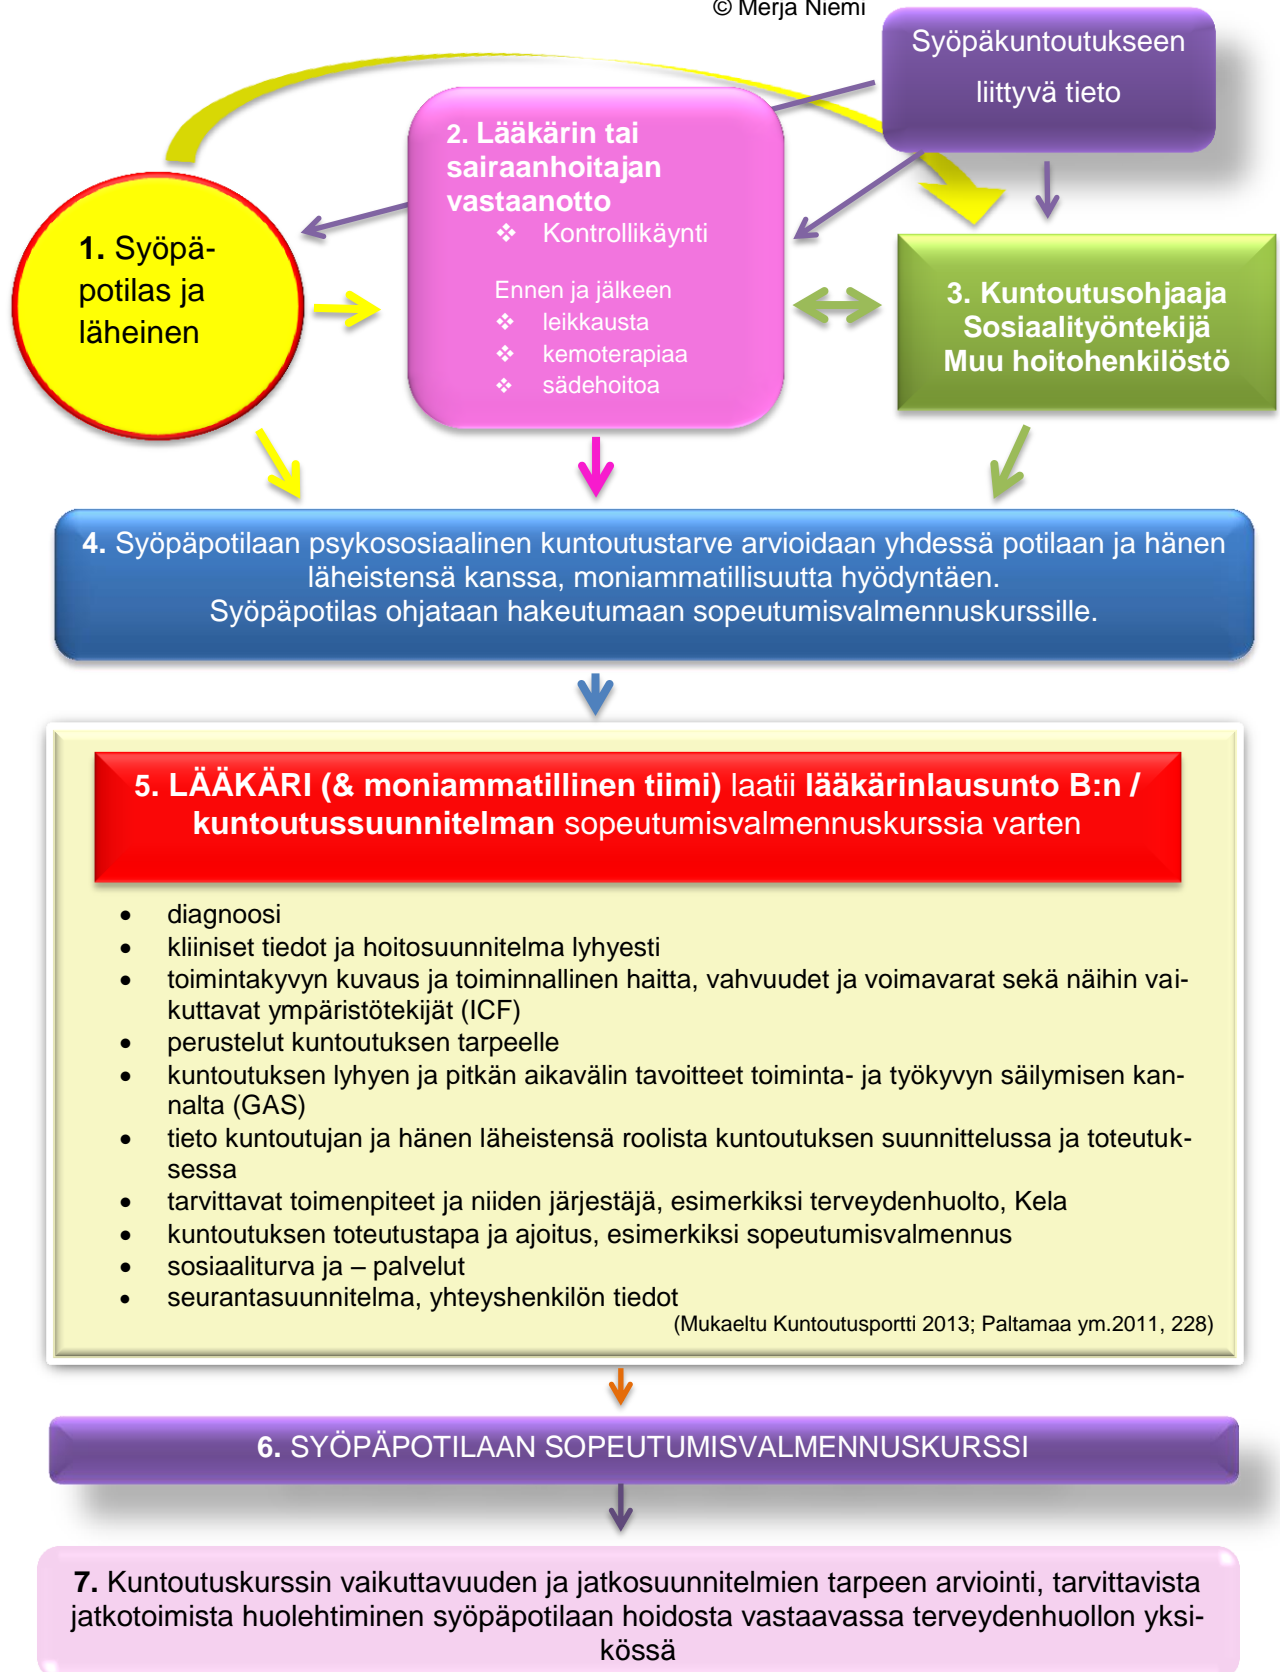 © Merja Niemi
Syöpäkuntoutukseen
liittyvä tieto
2. Lääkärin tai
sairaanhoitajan
vastaanotto
❖ Kontrollikäynti
Ennen ja jälkeen
❖ leikkausta
❖ kemoterapiaa
❖ sädehoitoa
1. Syöpä-
potilas ja
läheinen
3. Kuntoutusohjaaja
Sosiaalityöntekijä
Muu hoitohenkilöstö
4. Syöpäpotilaan psykososiaalinen kuntoutustarve arvioidaan yhdessä potilaan ja hänen
läheistensä kanssa, moniammatillisuutta hyödyntäen.
Syöpäpotilas ohjataan hakeutumaan sopeutumisvalmennuskurssille.
5. LÄÄKÄRI (& moniammatillinen tiimi) laatii lääkärinlausunto B:n /
kuntoutussuunnitelman sopeutumisvalmennuskurssia varten
• diagnoosi
• kliiniset tiedot ja hoitosuunnitelma lyhyesti
• toimintakyvyn kuvaus ja toiminnallinen haitta, vahvuudet ja voimavarat sekä näihin vai-
kuttavat ympäristötekijät (ICF)
• perustelut kuntoutuksen tarpeelle
• kuntoutuksen lyhyen ja pitkän aikavälin tavoitteet toiminta- ja työkyvyn säilymisen kan-
nalta (GAS)
• tieto kuntoutujan ja hänen läheistensä roolista kuntoutuksen suunnittelussa ja toteutuk-
sessa
• tarvittavat toimenpiteet ja niiden järjestäjä, esimerkiksi terveydenhuolto, Kela
• kuntoutuksen toteutustapa ja ajoitus, esimerkiksi sopeutumisvalmennus
• sosiaaliturva ja – palvelut
• seurantasuunnitelma, yhteyshenkilön tiedot
(Mukaeltu Kuntoutusportti 2013; Paltamaa ym.2011, 228)
6. SYÖPÄPOTILAAN SOPEUTUMISVALMENNUSKURSSI
7. Kuntoutuskurssin vaikuttavuuden ja jatkosuunnitelmien tarpeen arviointi, tarvittavista
jatkotoimista huolehtiminen syöpäpotilaan hoidosta vastaavassa terveydenhuollon yksi-
kössä